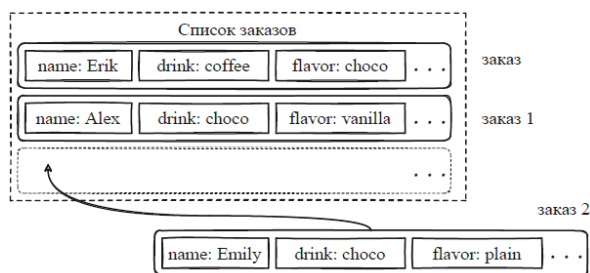 Список заказов
name: Erik drink: coffee flavor: choco ... заказ
name: Alex drink: choco flavor: vanilla ... заказ 1
...
заказ 2
name: Emily drink: choco flavor: plain ...